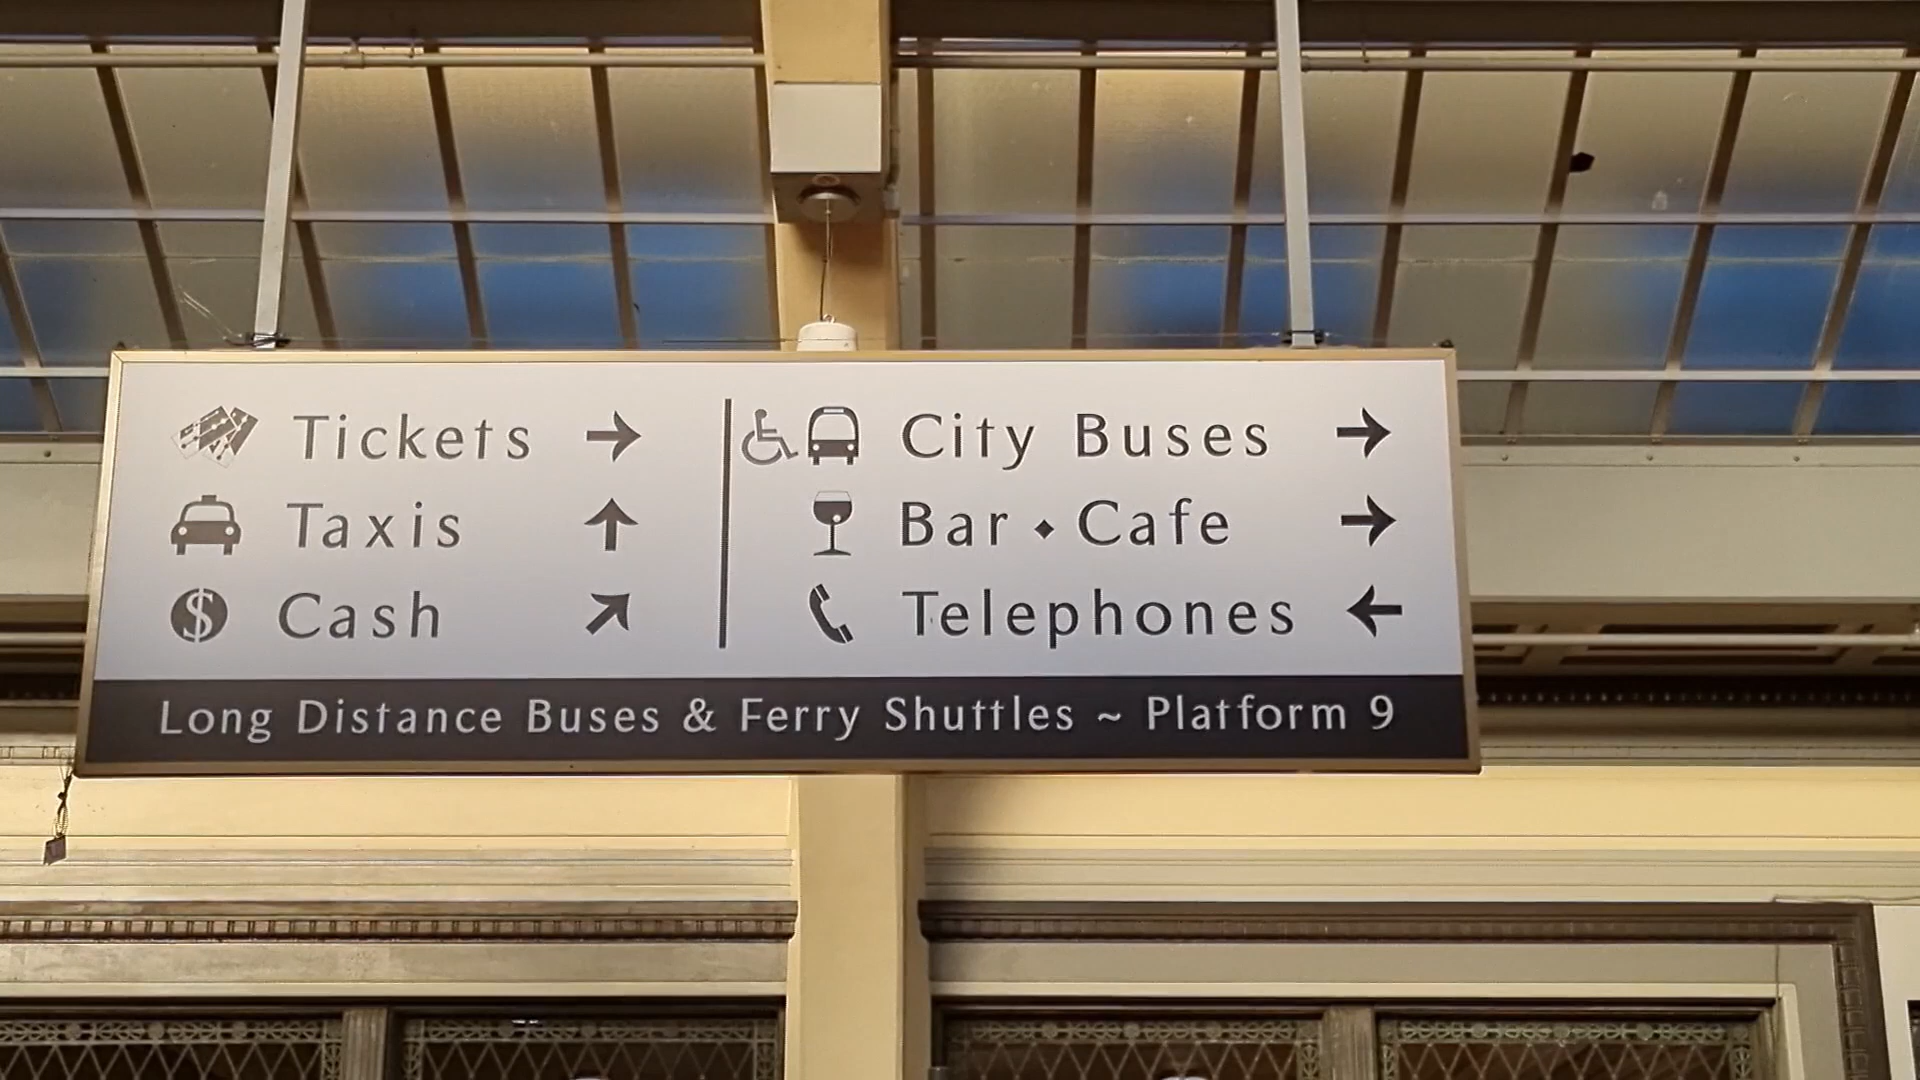 Tickets →
Taxis ↑
$ Cash ↗
City Buses →
Bar ◆ Cafe →
Telephones ←
Long Distance Buses & Ferry Shuttles ~ Platform 9